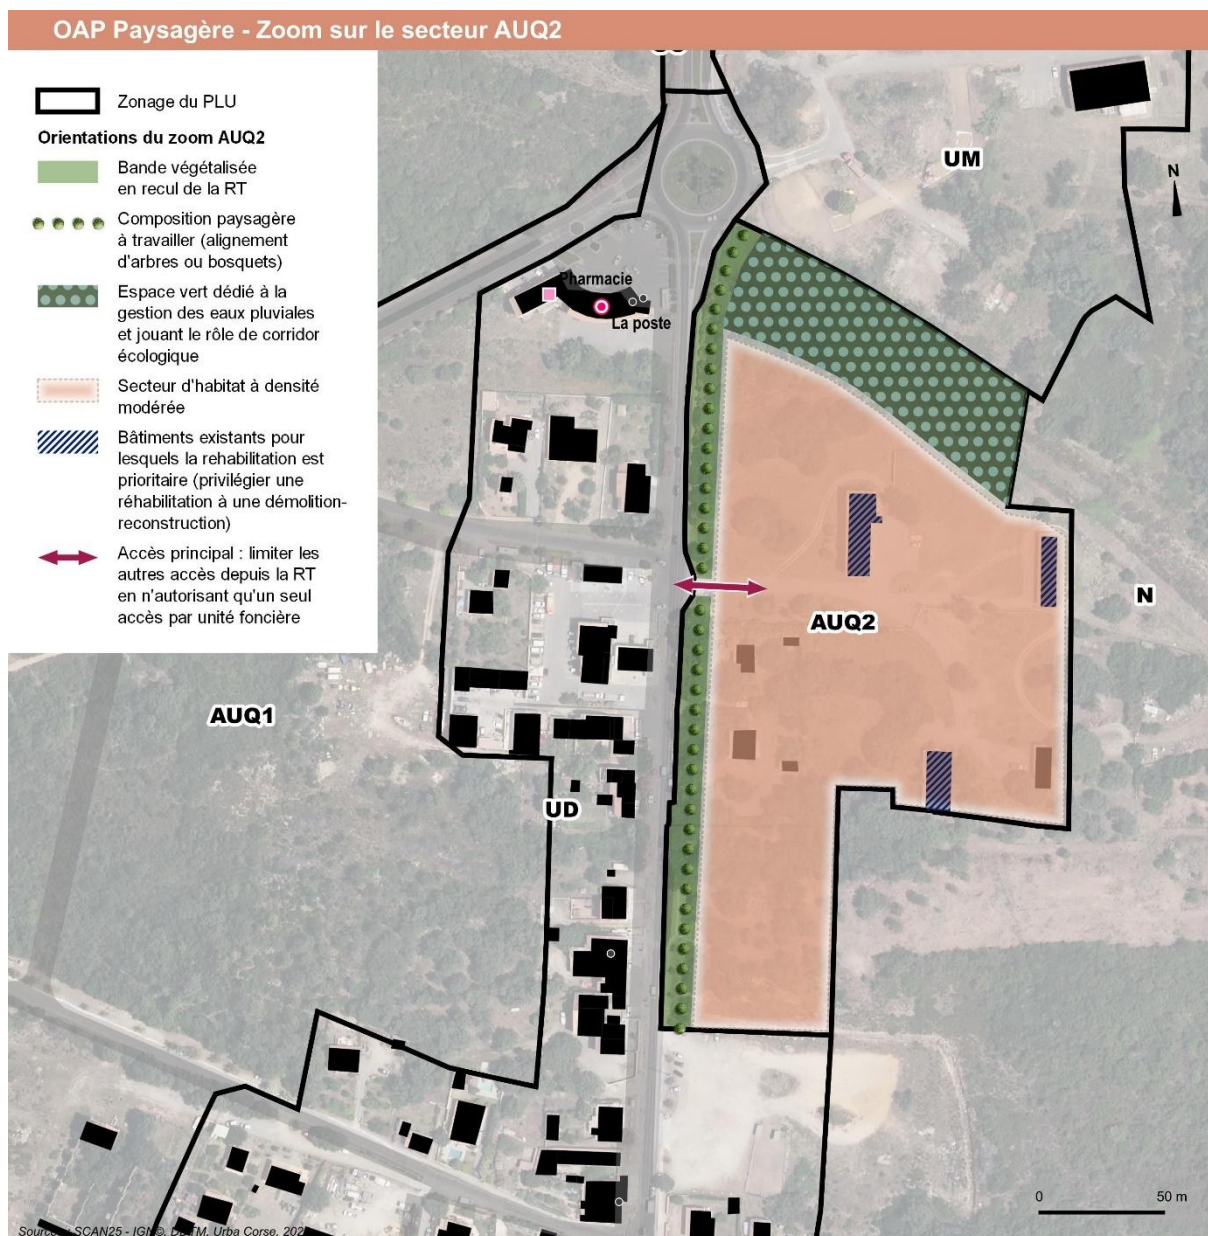 OAP Paysagère - Zoom sur le secteur AUQ2
Zonage du PLU
Orientations du zoom AUQ2
Bande végétalisée
en recul de la RT
Composition paysagère
à travailler (alignement
d'arbres ou bosquets)
Espace vert dédié à la
gestion des eaux pluviales
et jouant le rôle de corridor
écologique
Secteur d'habitat à densité
modérée
Bâtiments existants pour
lesquels la rehabilitation est
prioritaire (privilégier une
réhabilitation à une démolition-
reconstruction)
Accès principal : limiter les
autres accès depuis la RT
en n'autorisant qu'un seul
accès par unité foncière
UM
N
Pharmacie
La poste
AUQ2
N
AUQ1
UD
0 50 m
SCAN25 - IGN©, Urba Corse,